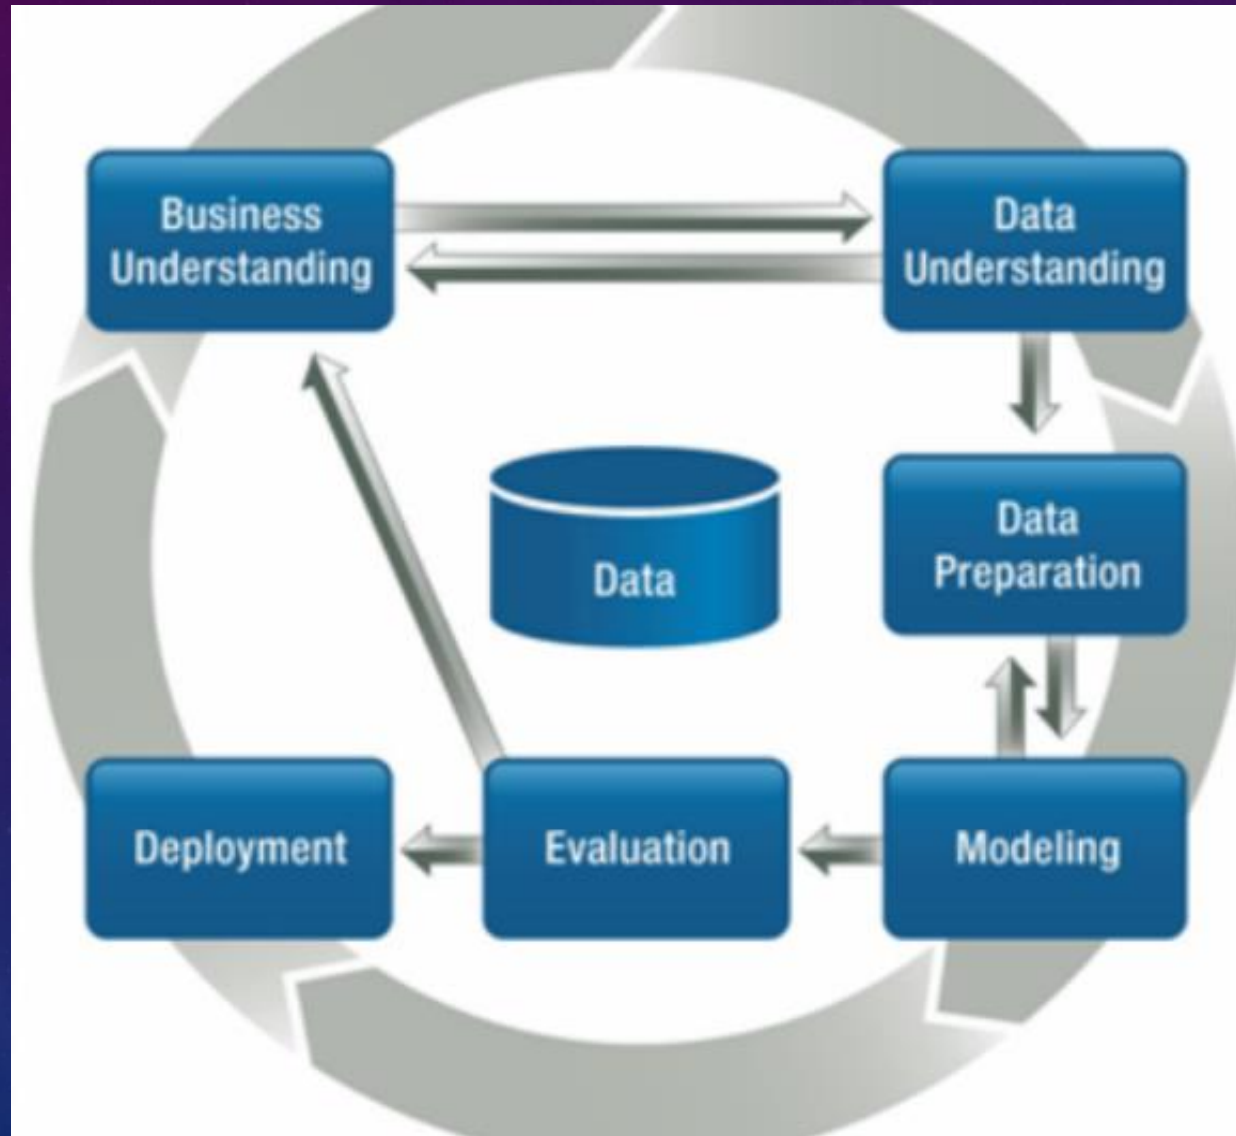 Business
Understanding
Data
Understanding
Data
Preparation
Data
Deployment
Evaluation
Modeling